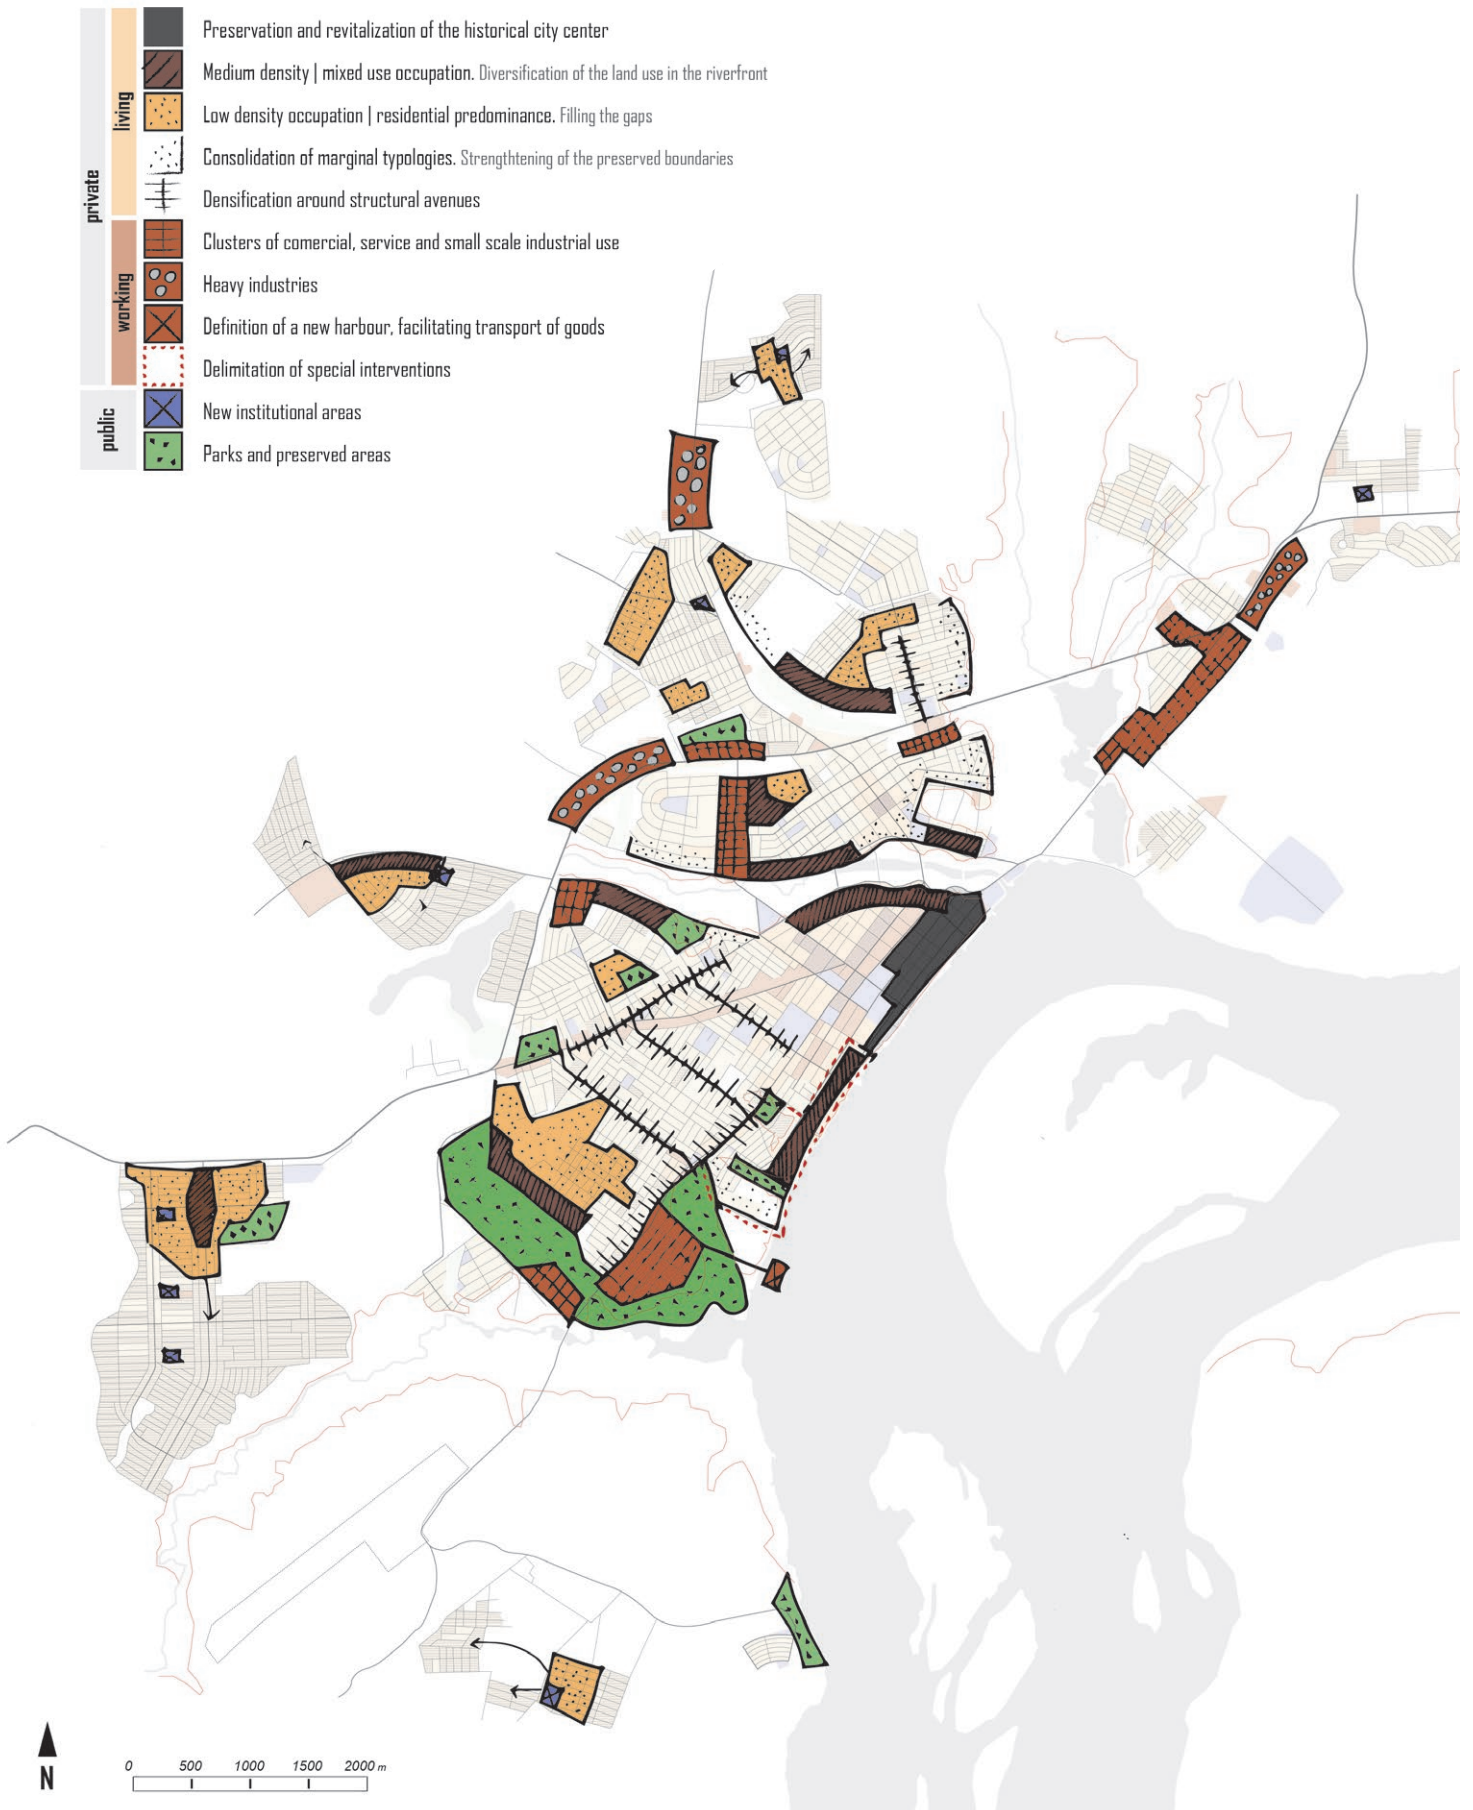 private
living
working
public
Preservation and revitalization of the historical city center
Medium density | mixed use occupation. Diversification of the land use in the riverfront
Low density occupation | residential predominance. Filling the gaps
Consolidation of marginal typologies. Strengthtening of the preserved boundaries
Densification around structural avenues
Clusters of comercial, service and small scale industrial use
Heavy industries
Definition of a new harbour, facilitating transport of goods
Delimitation of special interventions
New institutional areas
Parks and preserved areas
N
0 500 1000 1500 2000 m